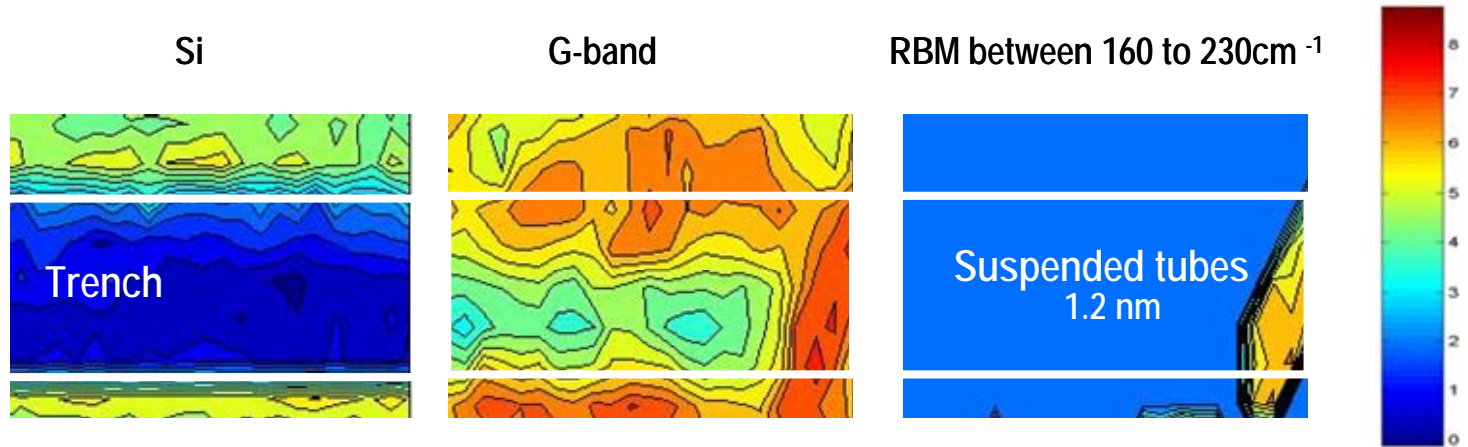 Si
G-band
RBM between 160 to 230cm -1
Trench
Suspended tubes
1.2 nm
8
7
6
5
4
3
2
1
0